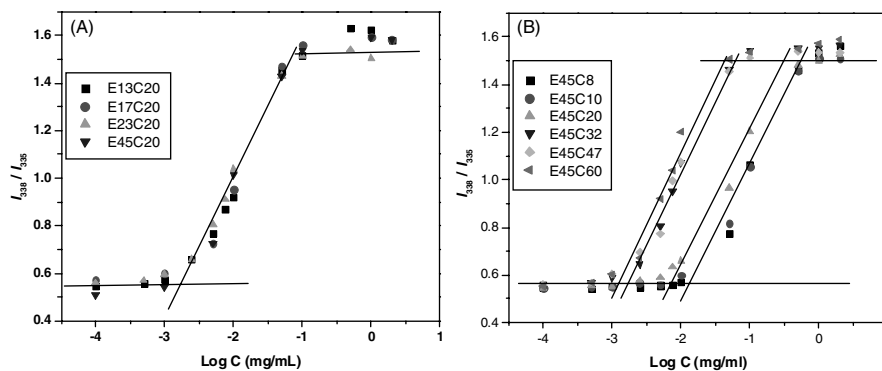 (A)
I338 / I335
1.6
1.4
1.2
1.0
0.8
0.6
0.4
E13C20
E17C20
E23C20
E45C20
-4
-3
-2
-1
0
1
Log C (mg/mL)
(B)
I338 / I335
1.6
1.4
1.2
1.0
0.8
0.6
0.4
E45C8
E45C10
E45C20
E45C32
E45C47
E45C60
-4
-3
-2
-1
0
1
Log C (mg/ml)